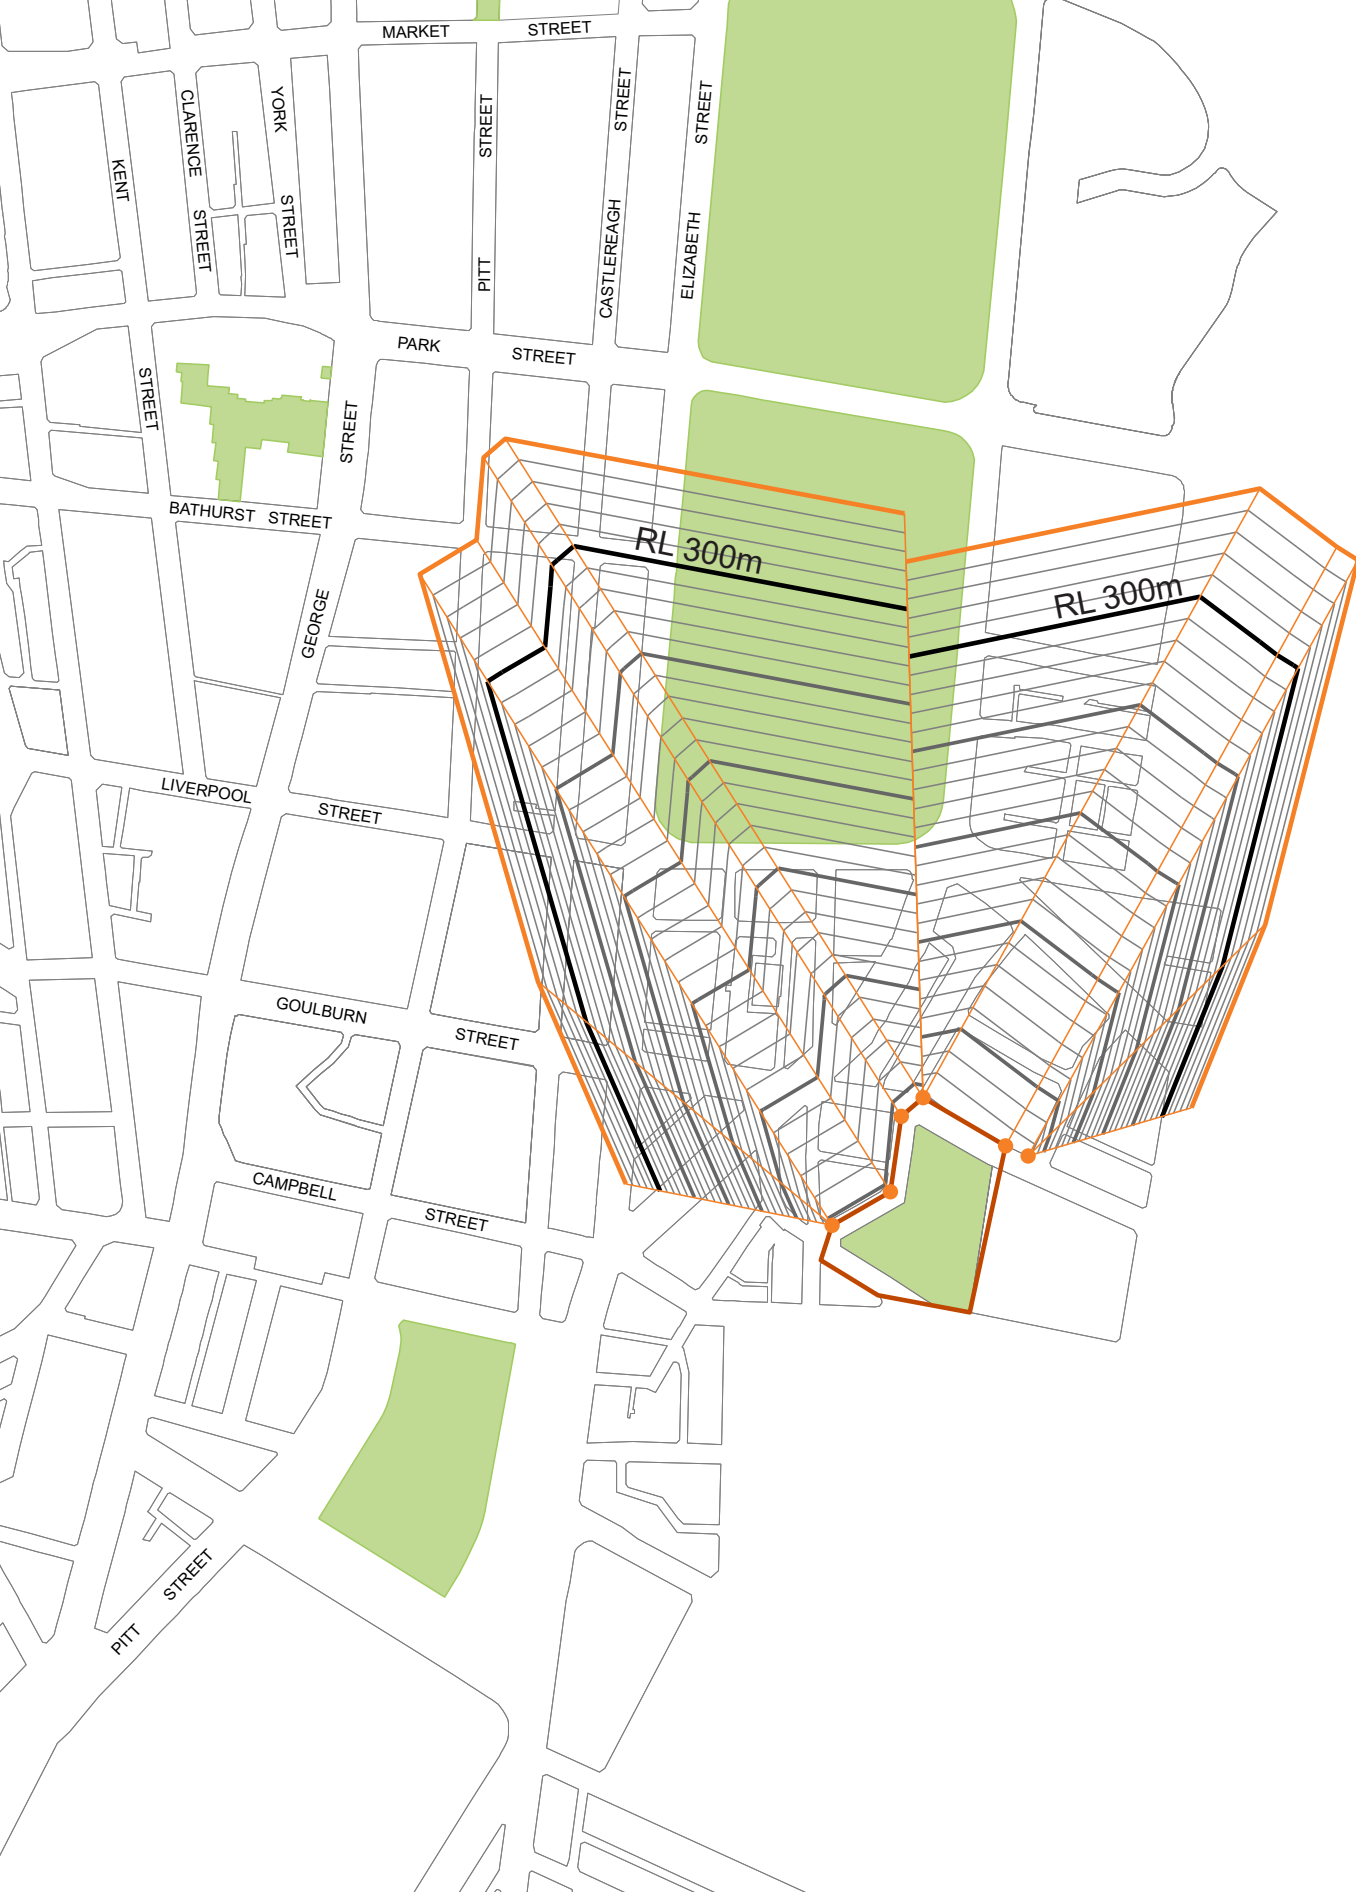 MARKET STREET
KENT
STREET
CLARENCE
STREET
YORK
STREET
PITT STREET
CASTLEREAGH STREET
ELIZABETH STREET
PARK STREET
BATHURST STREET
GEORGE
STREET
RL 300m
RL 300m
LIVERPOOL STREET
GOULBURN STREET
CAMPBELL STREET
PITT STREET